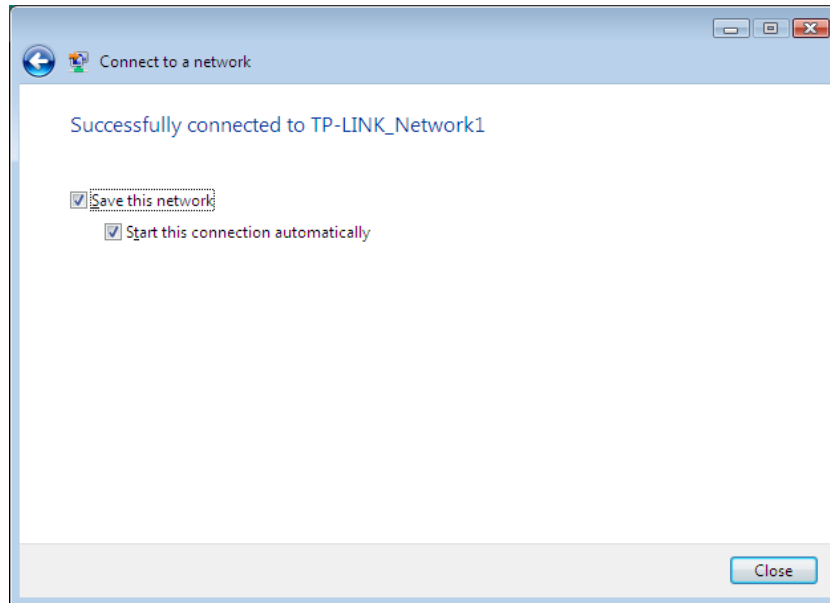 Connect to a network
Successfully connected to TP-LINK_Network1
Save this network
Start this connection automatically
Close